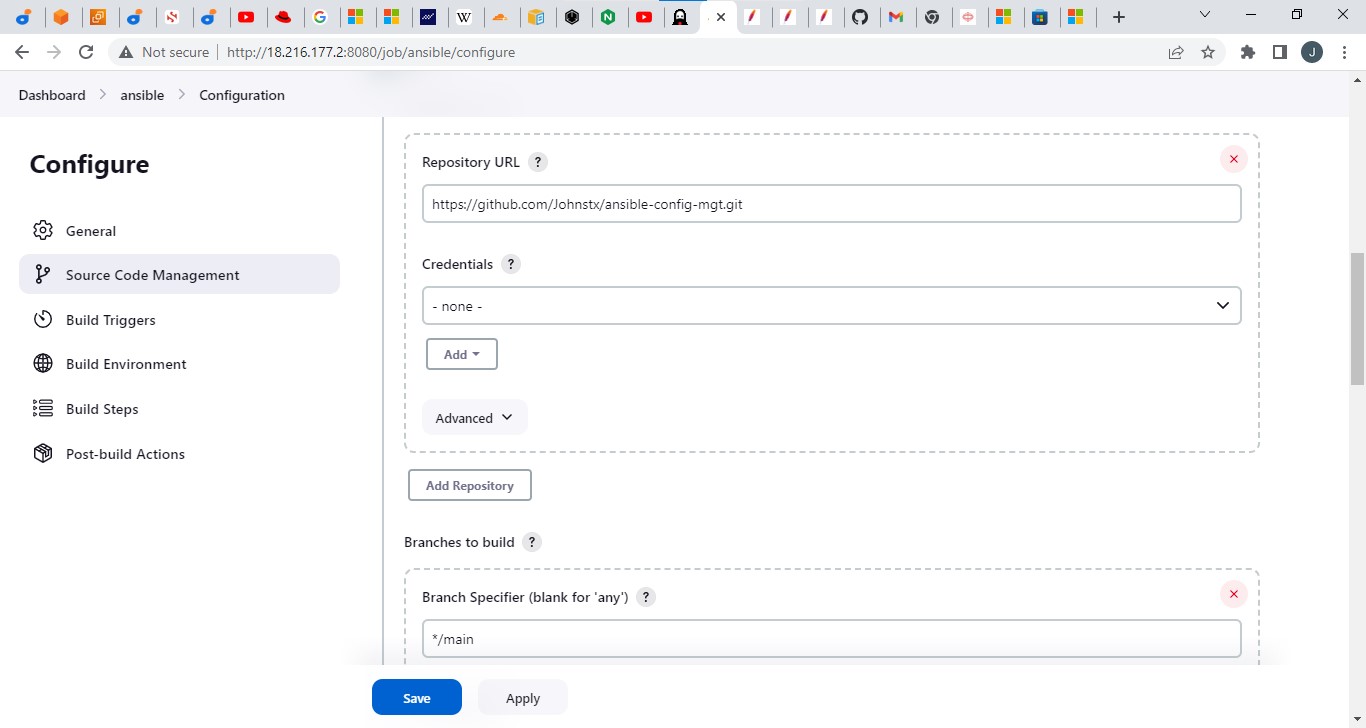 Not secure http://18.216.177.2:8080/job/ansible/configure J
Dashboard ansible Configuration
Configure
General
Source Code Management
Build Triggers
Build Environment
Build Steps
Post-build Actions
Repository URL ?
https://github.com/Johnstx/ansible-config-mgt.git
Credentials ?
- none -
Add
Advanced
Add Repository
Branches to build ?
Branch Specifier (blank for 'any') ?
*/main
Save Apply